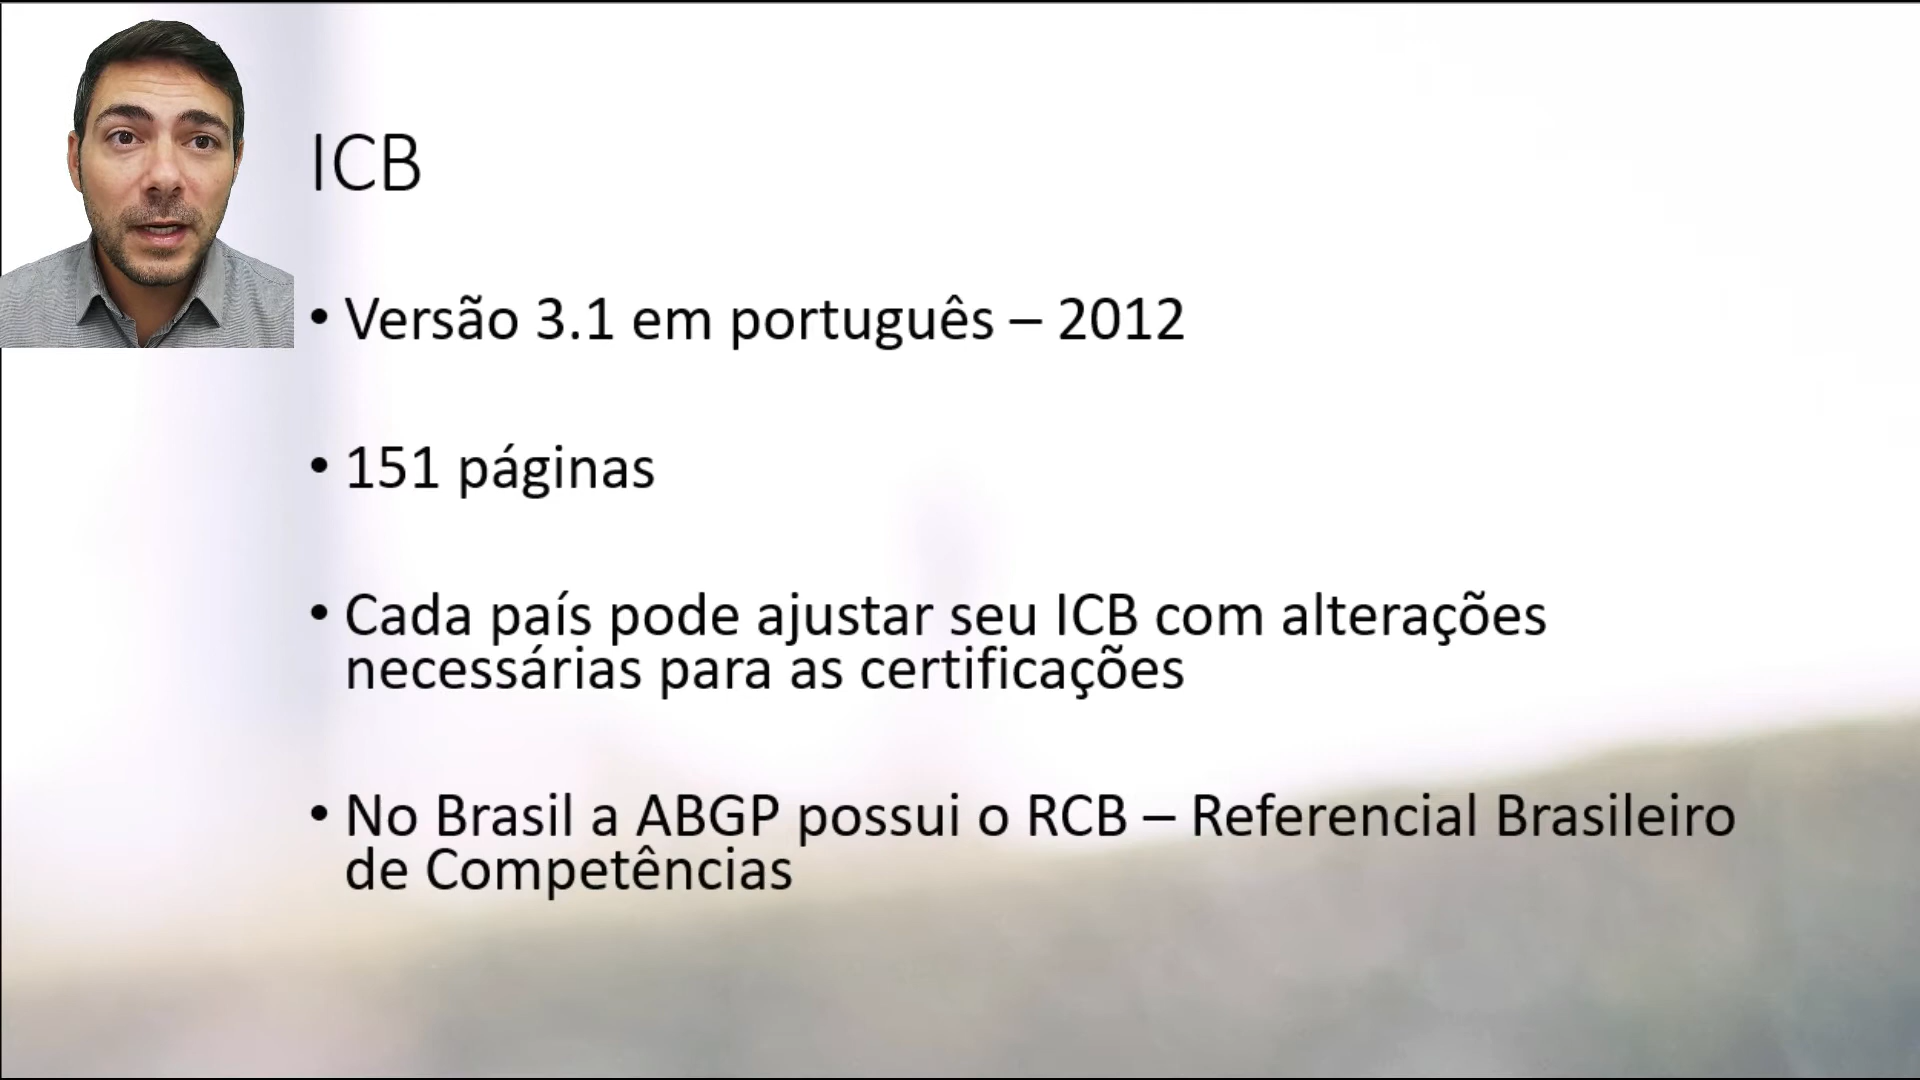 ICB
• Versão 3.1 em português – 2012
• 151 páginas
• Cada país pode ajustar seu ICB com alterações
necessárias para as certificações
• No Brasil a ABGP possui o RCB – Referencial Brasileiro
de Competências